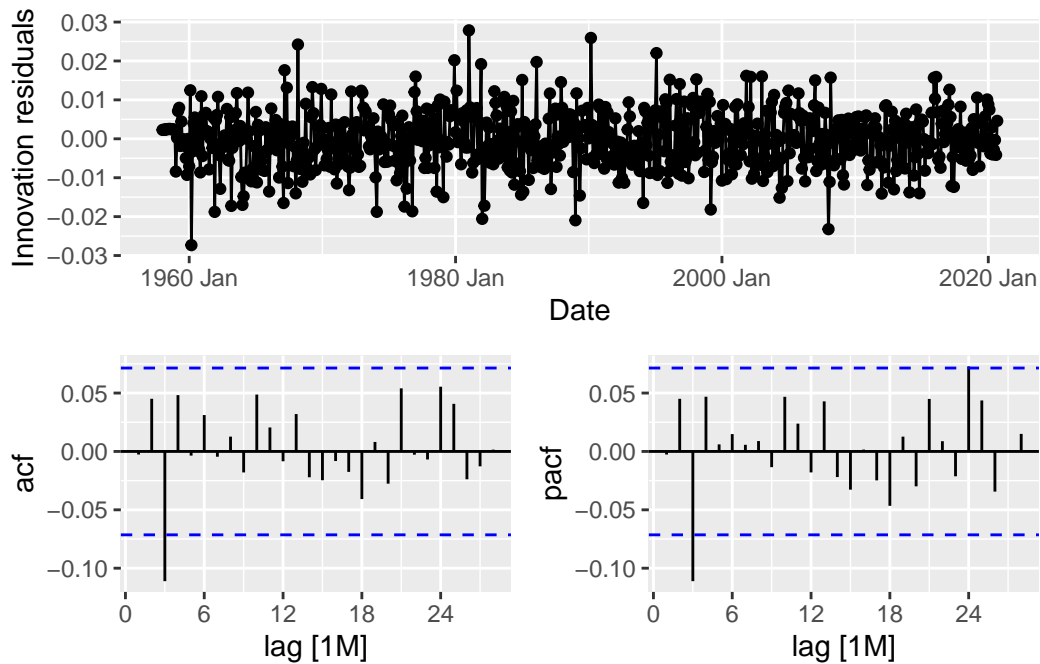 Innovation residuals
0.03
0.02
0.01
0.00
−0.01
−0.02
−0.03
1960 Jan
1980 Jan
2000 Jan
2020 Jan
Date
acf
0.05
0.00
−0.05
−0.10
0
6
12
18
24
lag [1M]
pacf
0.05
0.00
−0.05
−0.10
0
6
12
18
24
lag [1M]